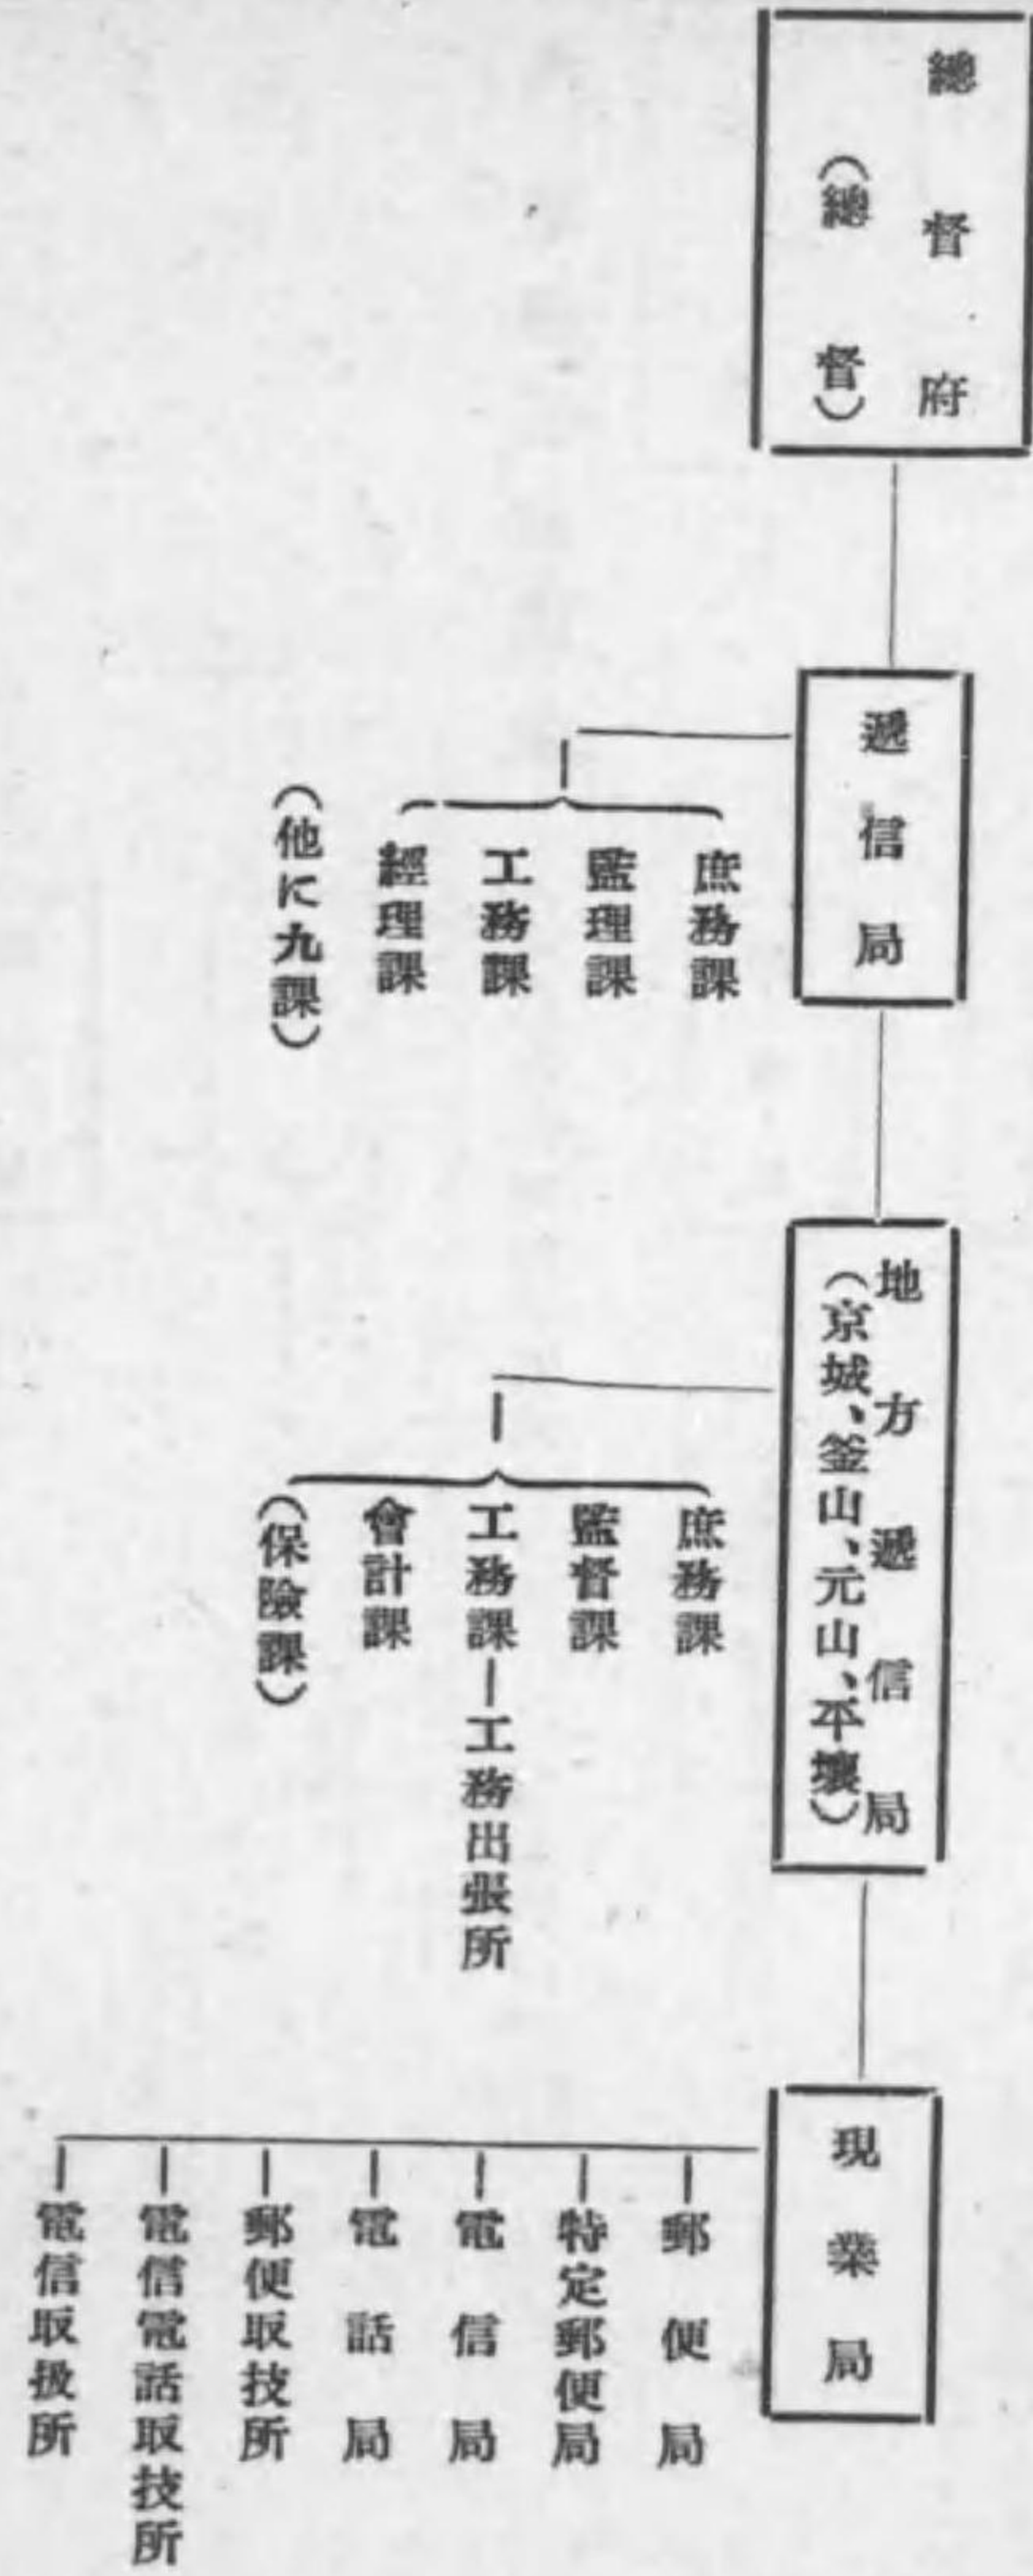 總督府
(總督)
遞信局
庶務課
監理課
工務課
經理課
(他に九課)
地方遞信局
(京城、釜山、元山、平壤)
庶務課
監督課
工務課―工務出張所
會計課
(保險課)
現業局
郵便局
特定郵便局
電信局
電話局
郵便取技所
電信電話取技所
電信取扱所